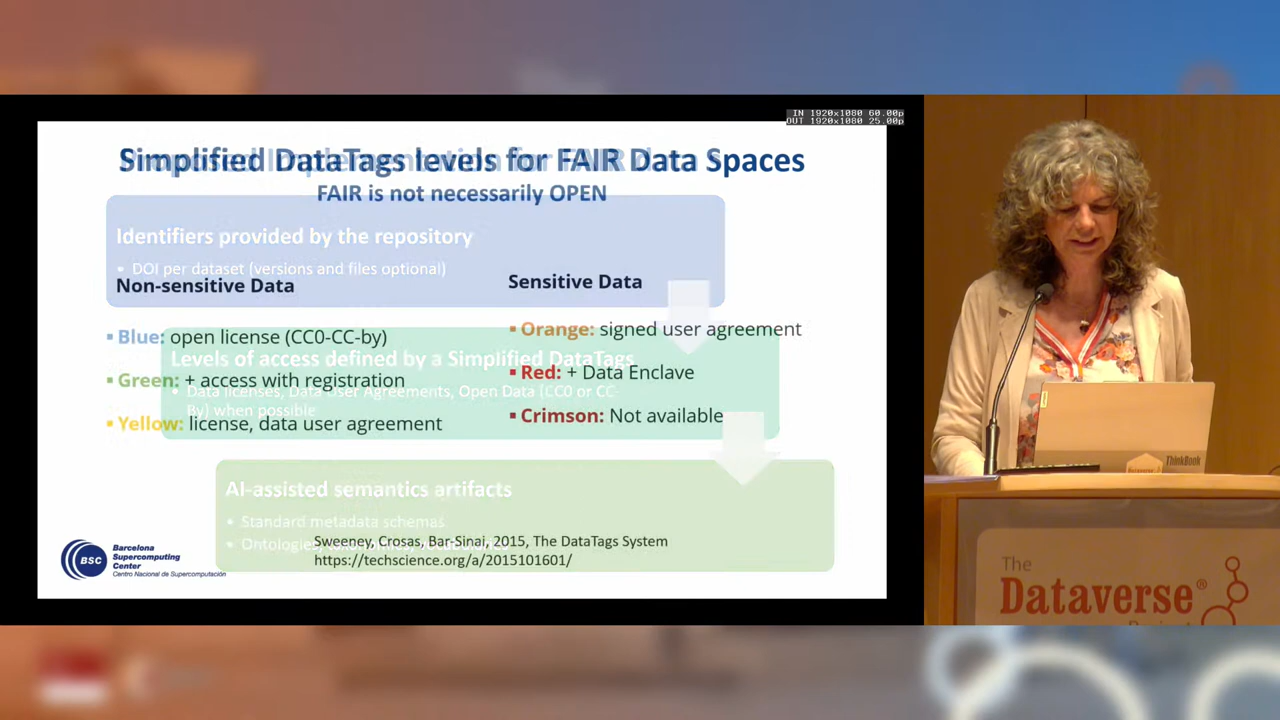 IN 1920x1080 60.00p
OUT 1920x1080 25.00p
Simplified DataTags levels for FAIR Data Spaces
FAIR is not necessarily OPEN
Identifiers provided by the repository
• DOI per dataset (versions and files optional)
Non-sensitive Data
Sensitive Data
▪ Blue: open license (CC0-CC-by)
▪ Orange: signed user agreement
Levels of access defined by a Simplified DataTags
▪ Green: + access with registration
▪ Red: + Data Enclave
• Data licenses, Data User Agreements, Open Data (CC0 or CC-
By) when possible
▪ Yellow: license, data user agreement
▪ Crimson: Not available
AI-assisted semantics artifacts
• Standard metadata schemas
Sweeney, Crosas, Bar-Sinai, 2015, The DataTags System
https://techscience.org/a/2015101601/
BSC
Barcelona
Supercomputing
Center
Centro Nacional de Supercomputación
ThinkBook
The
Dataverse®